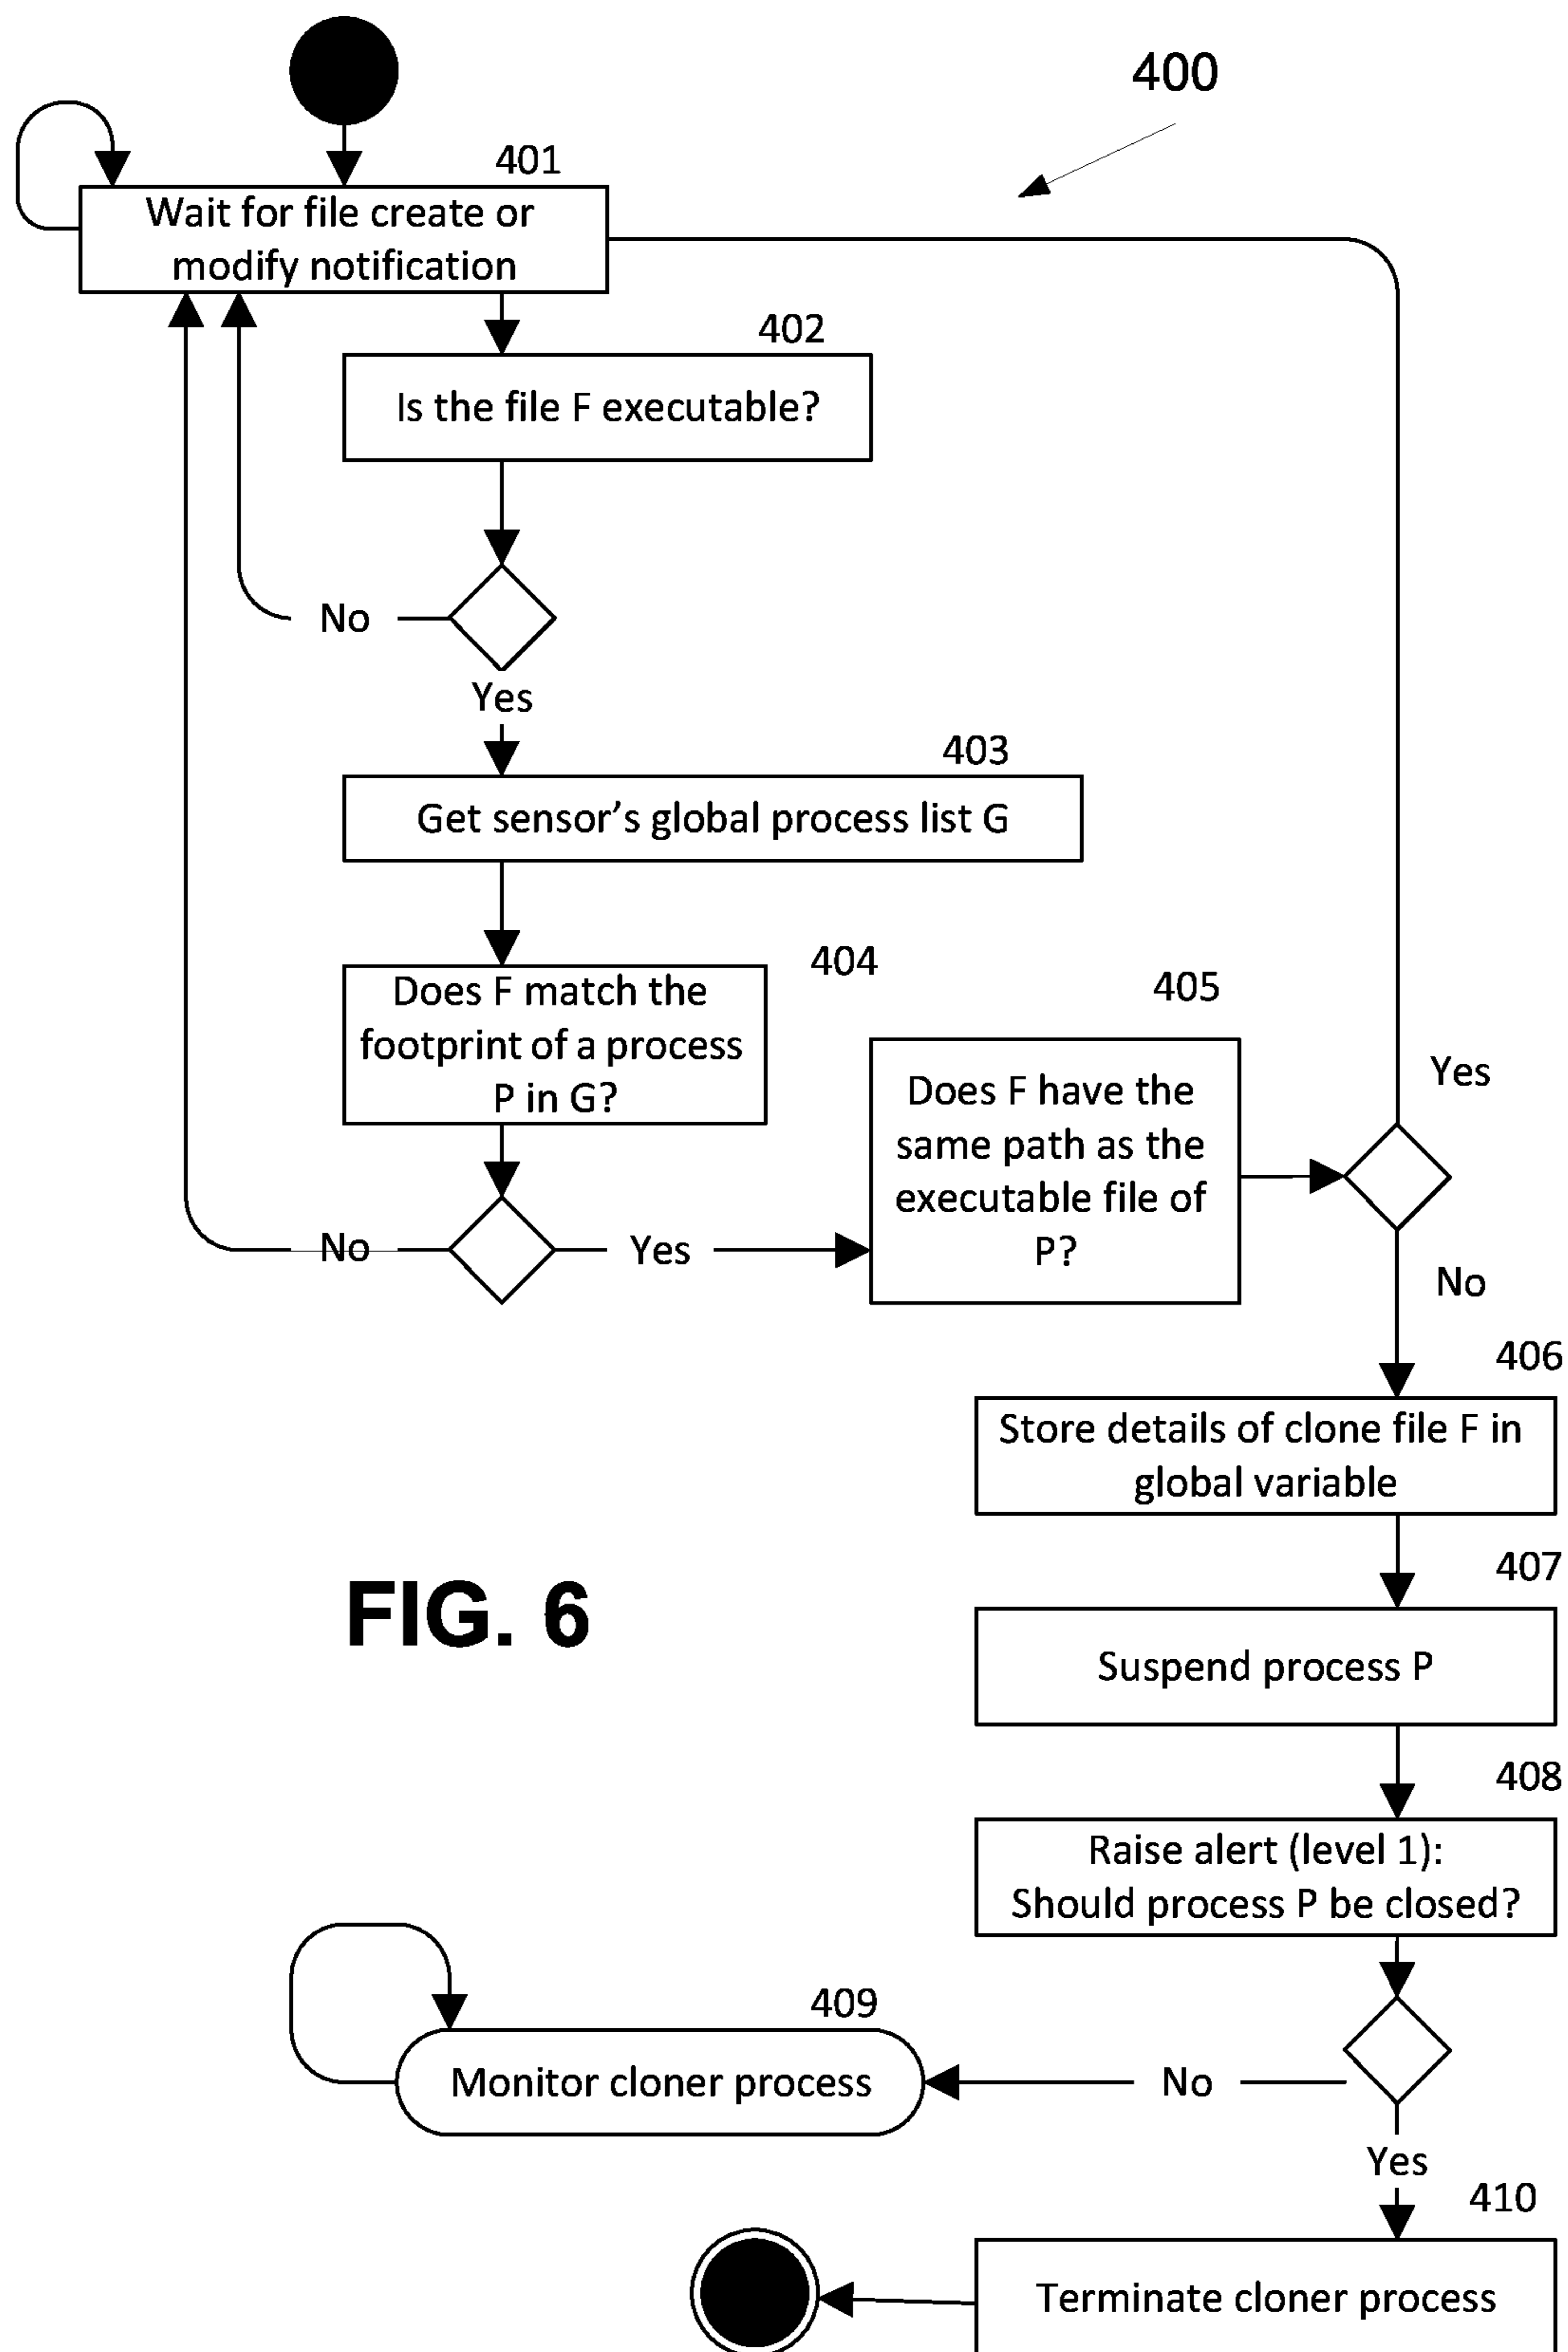 400
401
Wait for file create or
modify notification
402
Is the file F executable?
No
Yes
403
Get sensor's global process list G
404
Does F match the
footprint of a process
P in G?
405
Does F have the
same path as the
executable file of
P?
Yes
No
Yes
No
406
Store details of clone file F in
global variable
407
Suspend process P
FIG. 6
408
Raise alert (level 1):
Should process P be closed?
409
Monitor cloner process
No
Yes
410
Terminate cloner process